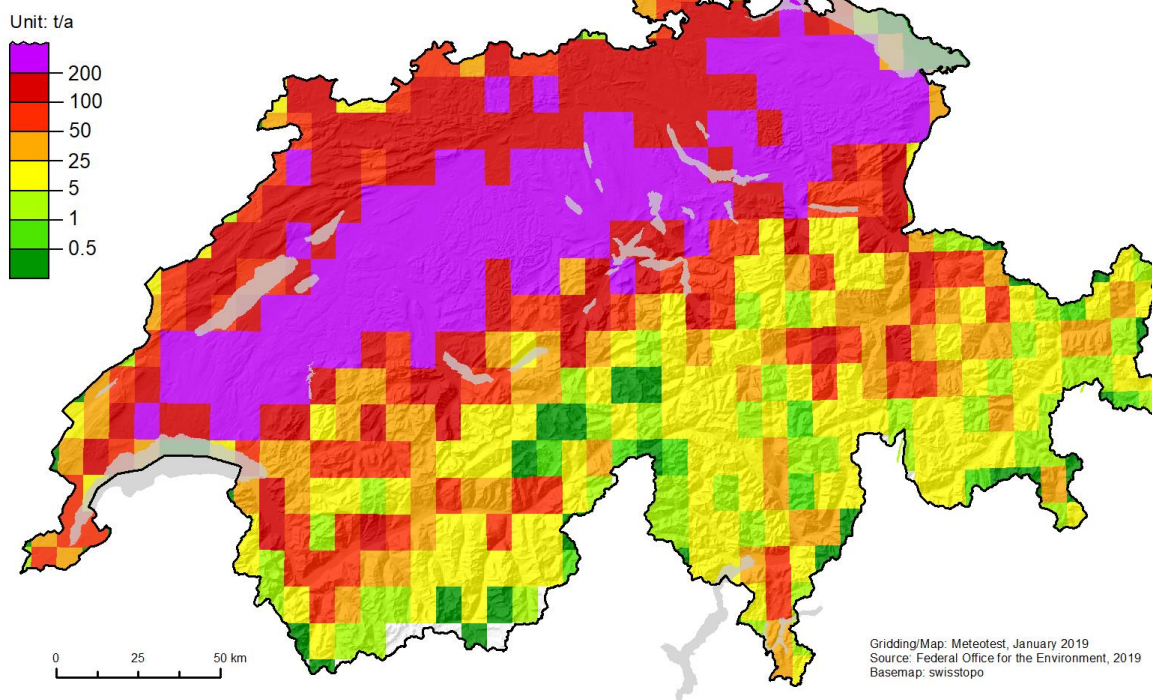 Unit: t/a
200
100
50
25
5
1
0.5
0 25 50 km
Gridding/Map: Meteotest, January 2019
Source: Federal Office for the Environment, 2019
Basemap: swisstopo